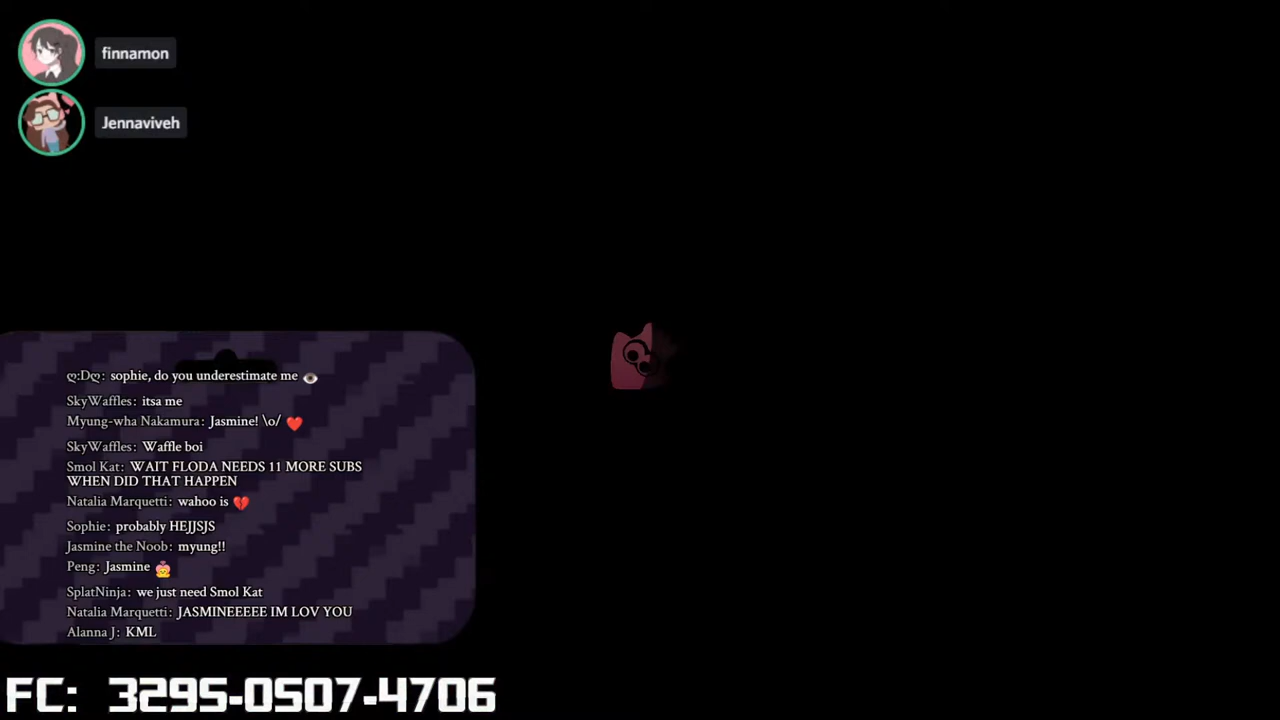 finnamon
Jennaviveh
ღ:Dღ: sophie, do you underestimate me 👁
SkyWaffles: itsa me
Myung-wha Nakamura: Jasmine! \o/ ❤️
SkyWaffles: Waffle boi
Smol Kat: WAIT FLODA NEEDS 11 MORE SUBS
WHEN DID THAT HAPPEN
Natalia Marquetti: wahoo is 💔
Sophie: probably HEJJSJS
Jasmine the Noob: myung!!
Peng: Jasmine
SplatNinja: we just need Smol Kat
Natalia Marquetti: JASMINEEEEE IM LOV YOU
Alanna J: KML
FC: 3295-0507-4706